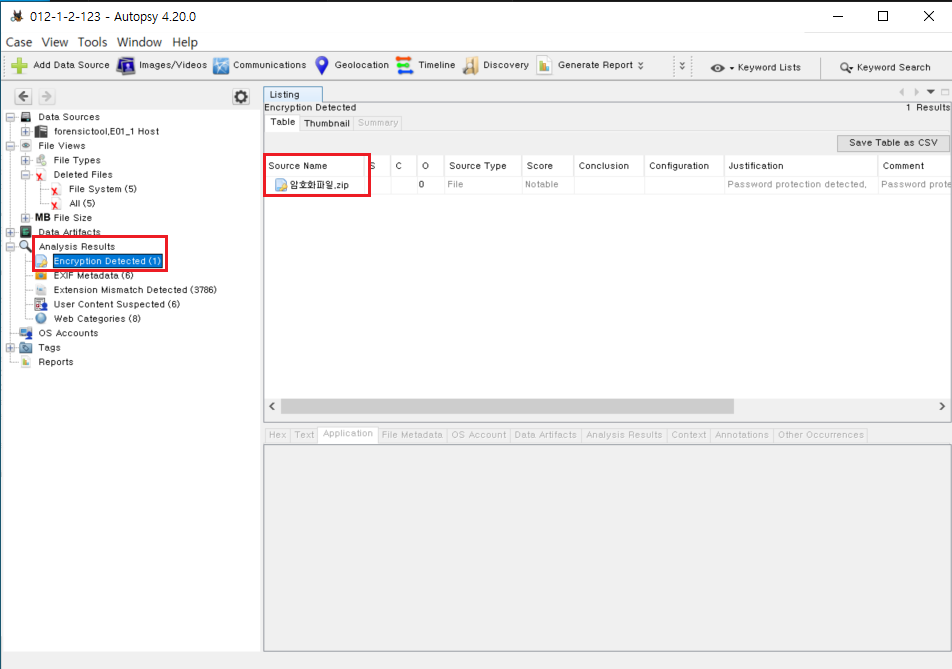 012-1-2-123 - Autopsy 4.20.0
Case View Tools Window Help
Add Data Source Images/Videos Communications Geolocation Timeline Discovery Generate Report Keyword Lists Keyword Search
Data Sources
forensictool.E01_1 Host
File Views
File Types
Deleted Files
File System (5)
All (5)
MB File Size
Data Artifacts
Analysis Results
Encryption Detected (1)
EXIF Metadata (6)
Extension Mismatch Detected (3786)
User Content Suspected (6)
Web Categories (8)
OS Accounts
Tags
Reports
Listing
Encryption Detected
1 Results
Table Thumbnail Summary
Save Table as CSV
Source Name S C O Source Type Score Conclusion Configuration Justification Comment
암호화파일.zip 0 File Notable Password protection detected. Password prote
Hex Text Application File Metadata OS Account Data Artifacts Analysis Results Context Annotations Other Occurrences